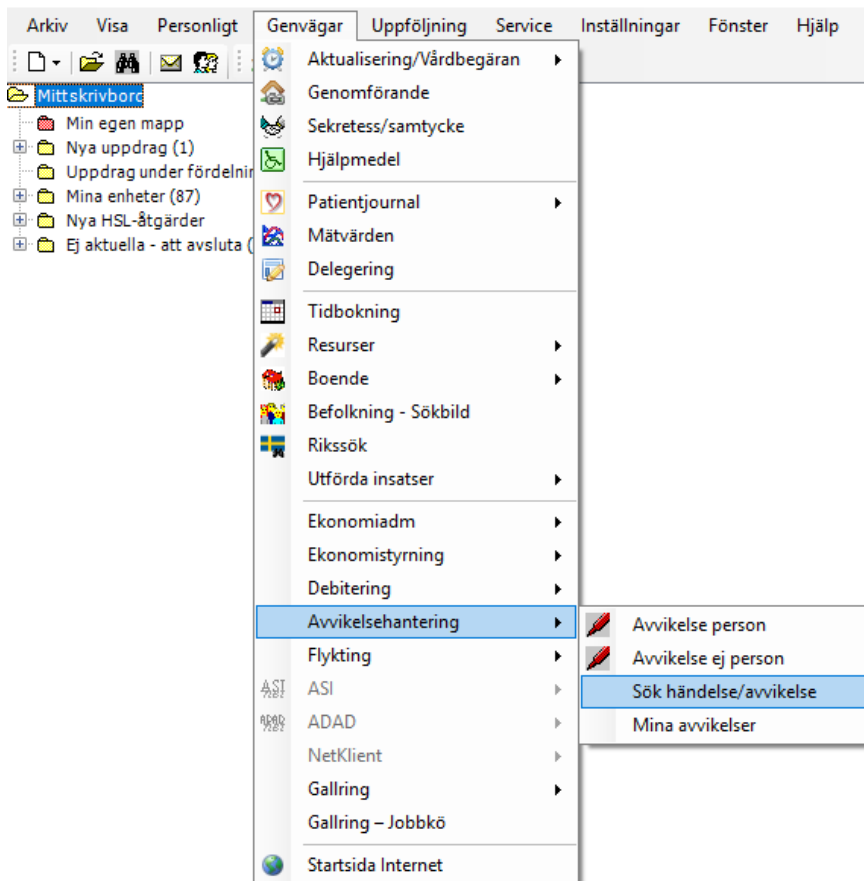 Arkiv Visa Personligt Genvägar Uppföljning Service Inställningar Fönster Hjälp
Mitt skrivbord
Min egen mapp
Nya uppdrag (1)
Uppdrag under fördelnin
Mina enheter (87)
Nya HSL-åtgärder
Ej aktuella - att avsluta (
Aktualisering/Vårdbegäran
Genomförande
Sekretess/samtycke
Hjälpmedel
Patientjournal
Mätvärden
Delegering
Tidbokning
Resurser
Boende
Befolkning - Sökbild
Rikssök
Utförda insatser
Ekonomiadm
Ekonomistyrning
Debitering
Avvikelsehantering
Flykting
ASI
ADAD
NetKlient
Gallring
Gallring – Jobbkö
Startsida Internet
Avvikelse person
Avvikelse ej person
Sök händelse/avvikelse
Mina avvikelser